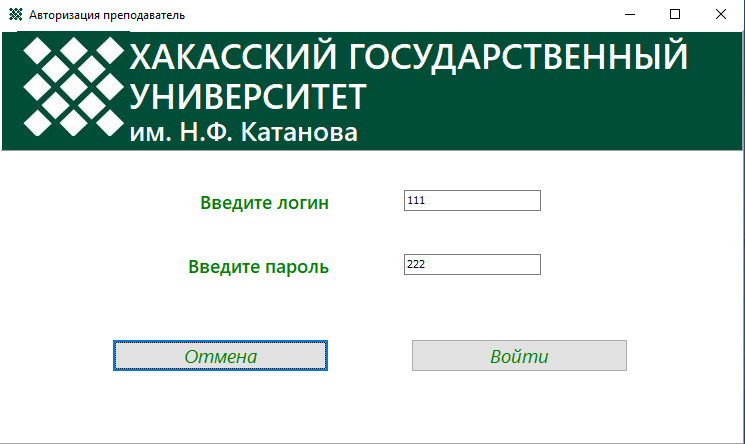 Авторизация преподаватель
ХАКАССКИЙ ГОСУДАРСТВЕННЫЙ
УНИВЕРСИТЕТ
им. Н.Ф. Катанова
Введите логин 111
Введите пароль 222
Отмена Войти